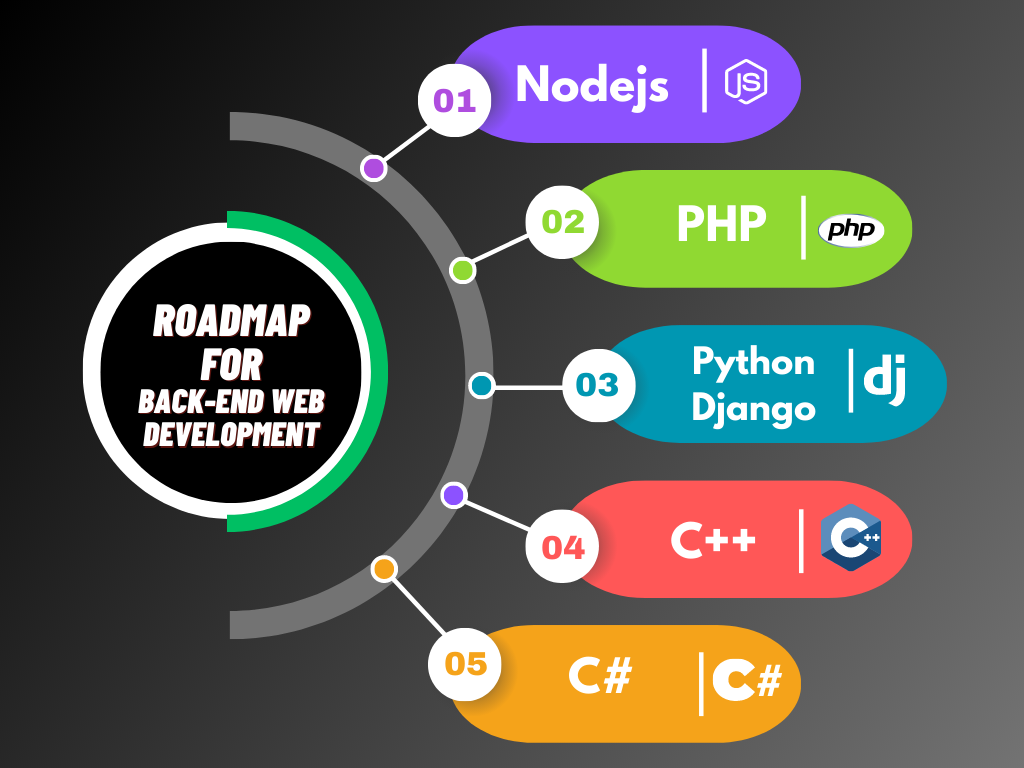 ROADMAP
FOR
BACK-END WEB
DEVELOPMENT
01
Nodejs
JS
02
PHP
php
03
Python
Django
dj
04
C++
C++
05
C#
C#